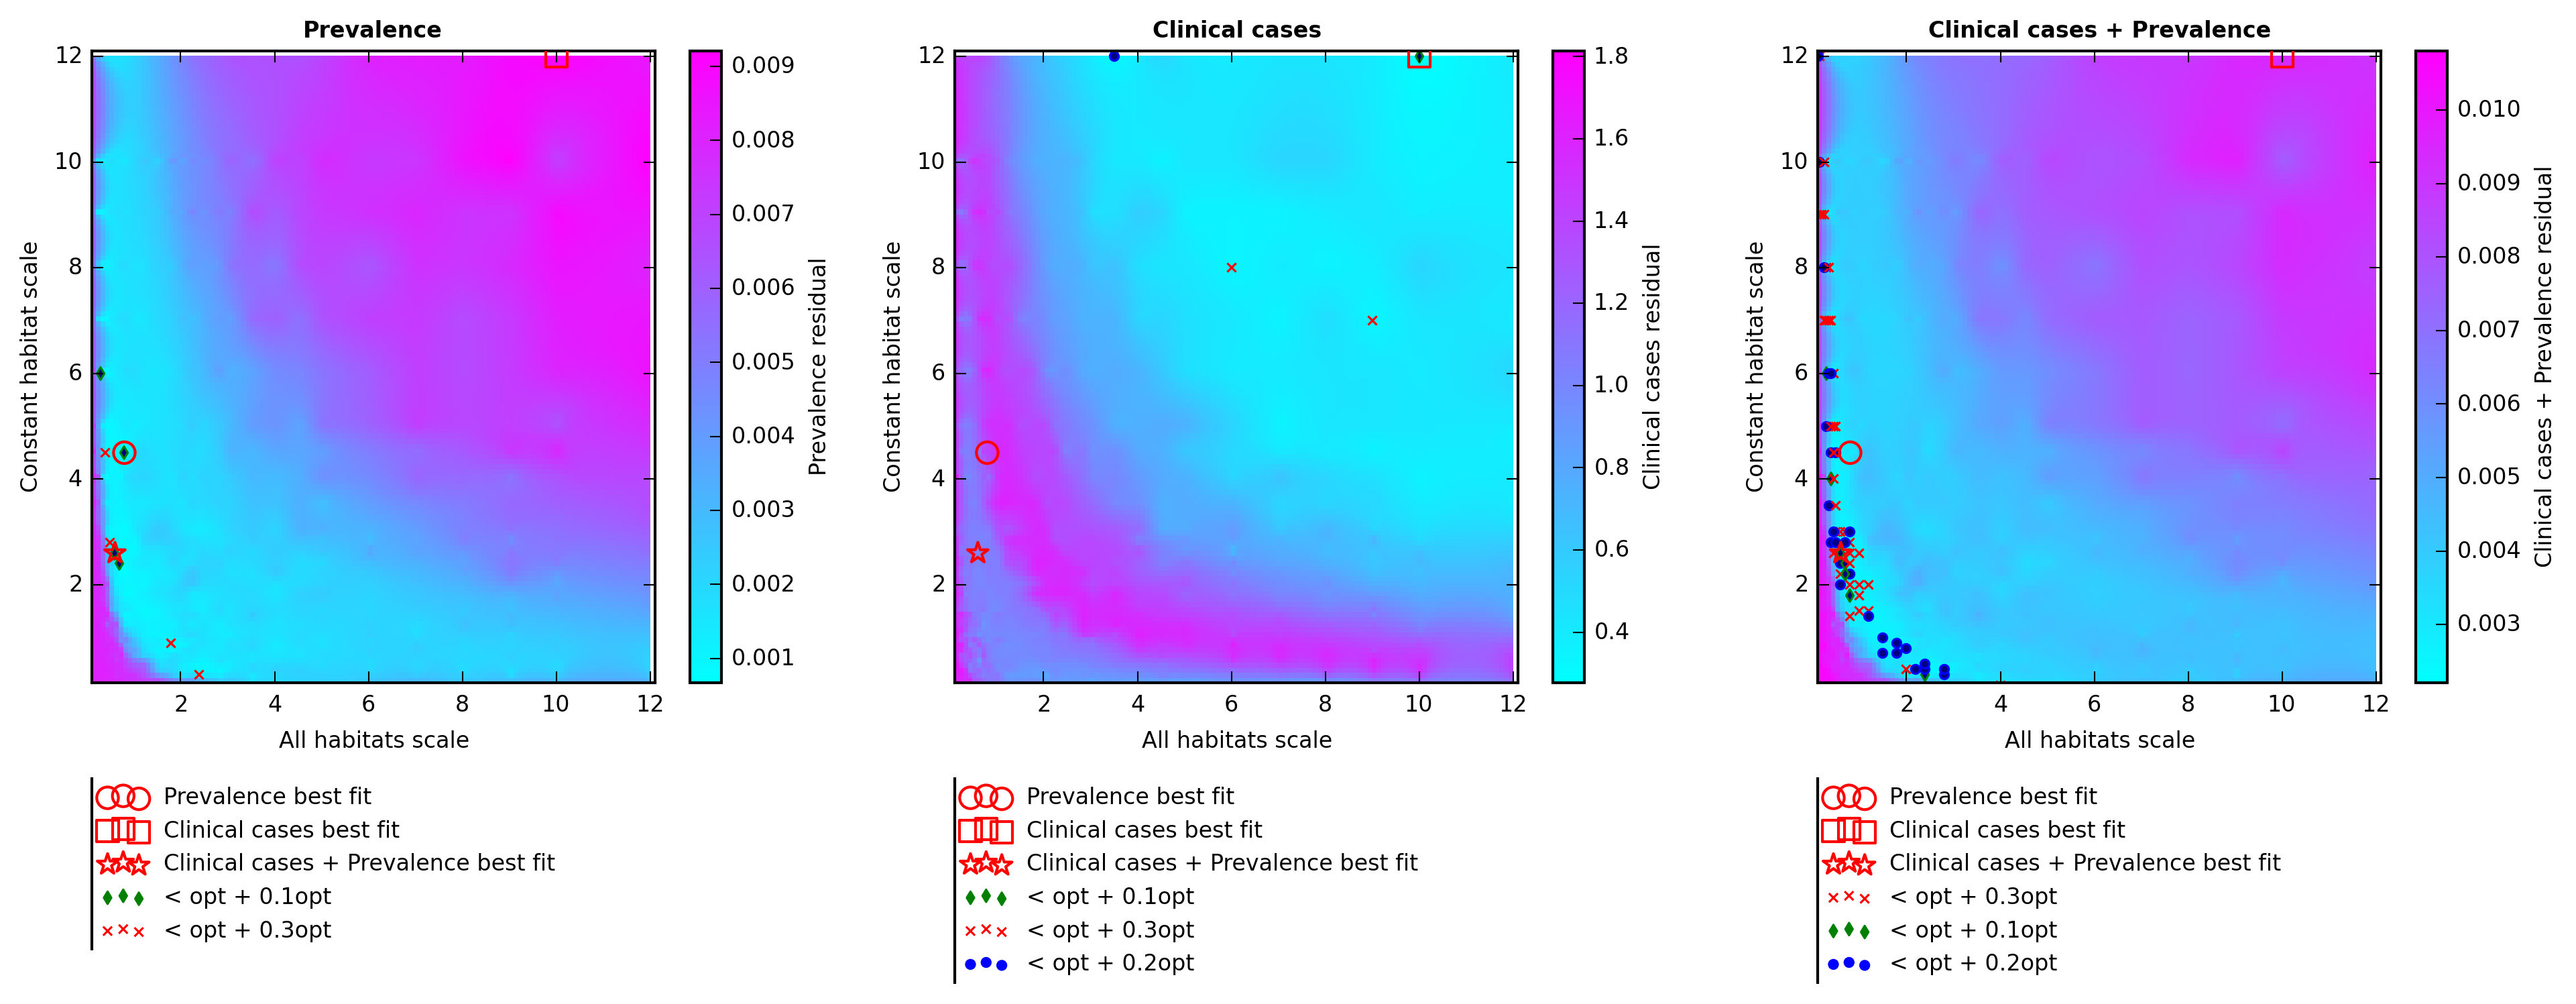 Prevalence
12
10
8
6
4
2
Constant habitat scale
2 4 6 8 10 12
All habitats scale
0.009
0.008
0.007
0.006
0.005
0.004
0.003
0.002
0.001
Prevalence residual
Prevalence best fit
Clinical cases best fit
Clinical cases + Prevalence best fit
< opt + 0.1opt
< opt + 0.3opt
Clinical cases
12
10
8
6
4
2
Constant habitat scale
2 4 6 8 10 12
All habitats scale
1.8
1.6
1.4
1.2
1.0
0.8
0.6
0.4
Clinical cases residual
Prevalence best fit
Clinical cases best fit
Clinical cases + Prevalence best fit
< opt + 0.1opt
< opt + 0.3opt
< opt + 0.2opt
Clinical cases + Prevalence
12
10
8
6
4
2
Constant habitat scale
2 4 6 8 10 12
All habitats scale
0.010
0.009
0.008
0.007
0.006
0.005
0.004
0.003
Clinical cases + Prevalence residual
Prevalence best fit
Clinical cases best fit
Clinical cases + Prevalence best fit
< opt + 0.3opt
< opt + 0.1opt
< opt + 0.2opt